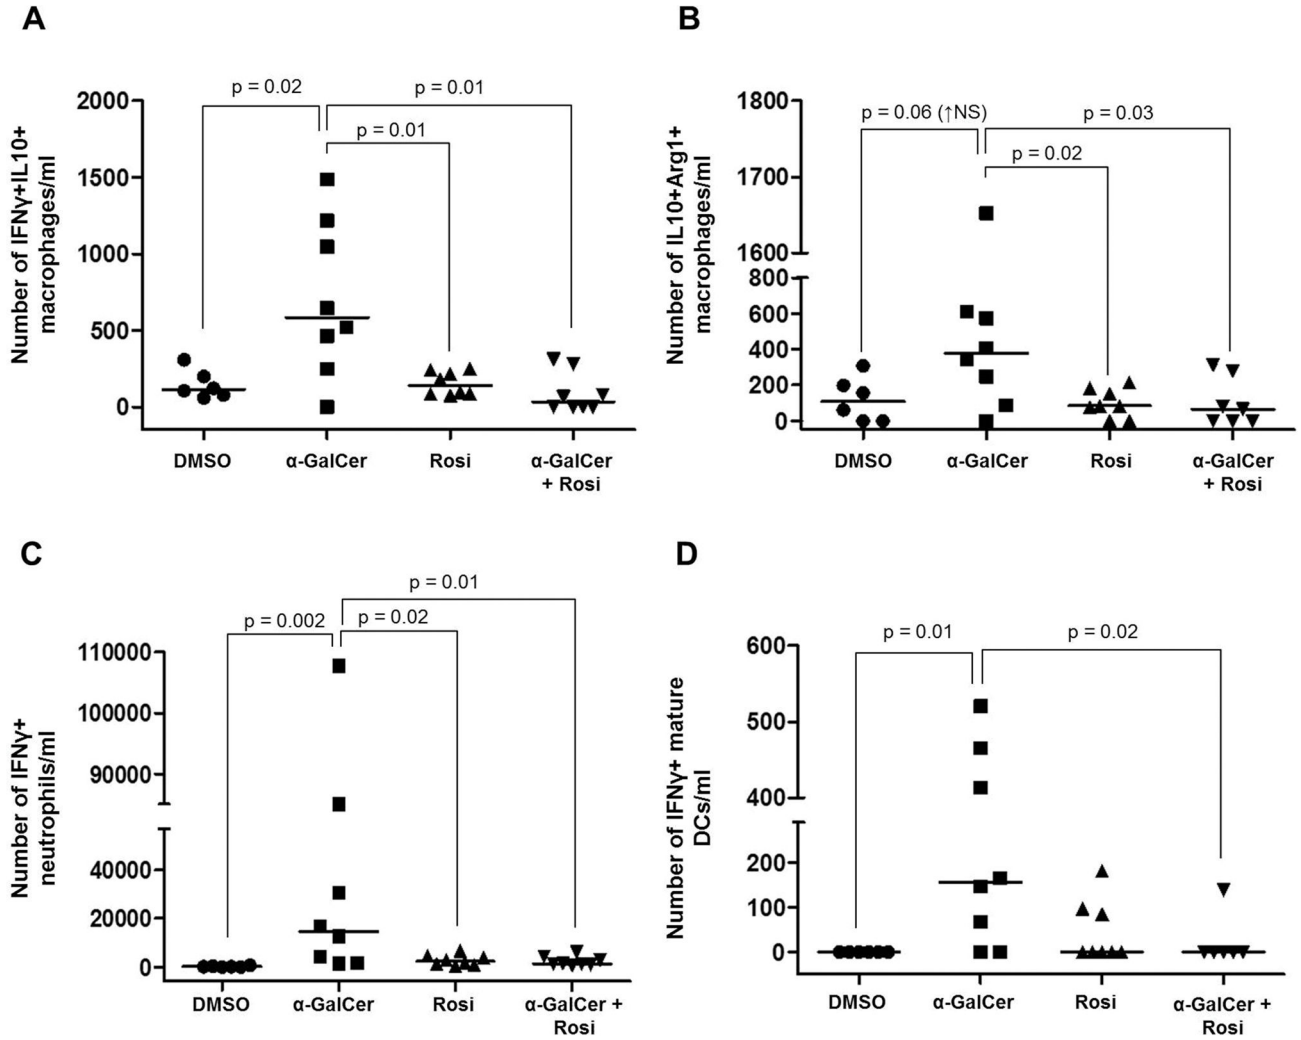 A
Number of IFNγ+IL10+
macrophages/ml
2000
1500
1000
500
0
p = 0.02
p = 0.01
p = 0.01
DMSO
α-GalCer
Rosi
α-GalCer
+ Rosi
B
Number of IL10+Arg1+
macrophages/ml
1800
1700
1600
800
600
400
200
0
p = 0.06 (↑NS)
p = 0.03
p = 0.02
DMSO
α-GalCer
Rosi
α-GalCer
+ Rosi
C
Number of IFNγ+
neutrophils/ml
110000
100000
90000
40000
20000
0
p = 0.01
p = 0.002
p = 0.02
DMSO
α-GalCer
Rosi
α-GalCer +
Rosi
D
Number of IFNγ+ mature
DCs/ml
600
500
400
200
100
0
p = 0.01
p = 0.02
DMSO
α-GalCer
Rosi
α-GalCer +
Rosi